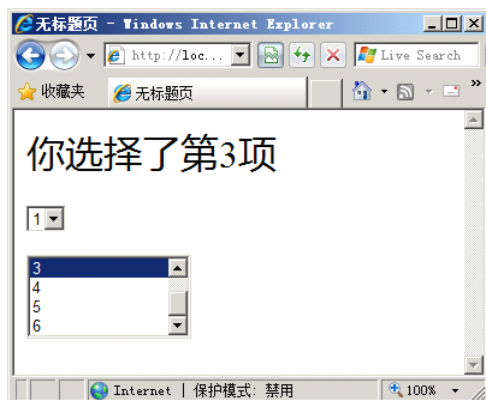 无标题页 - Windows Internet Explorer
http://loc...
Live Search
收藏夹
无标题页
»
你选择了第3项
1
3
4
5
6
Internet | 保护模式: 禁用
100%